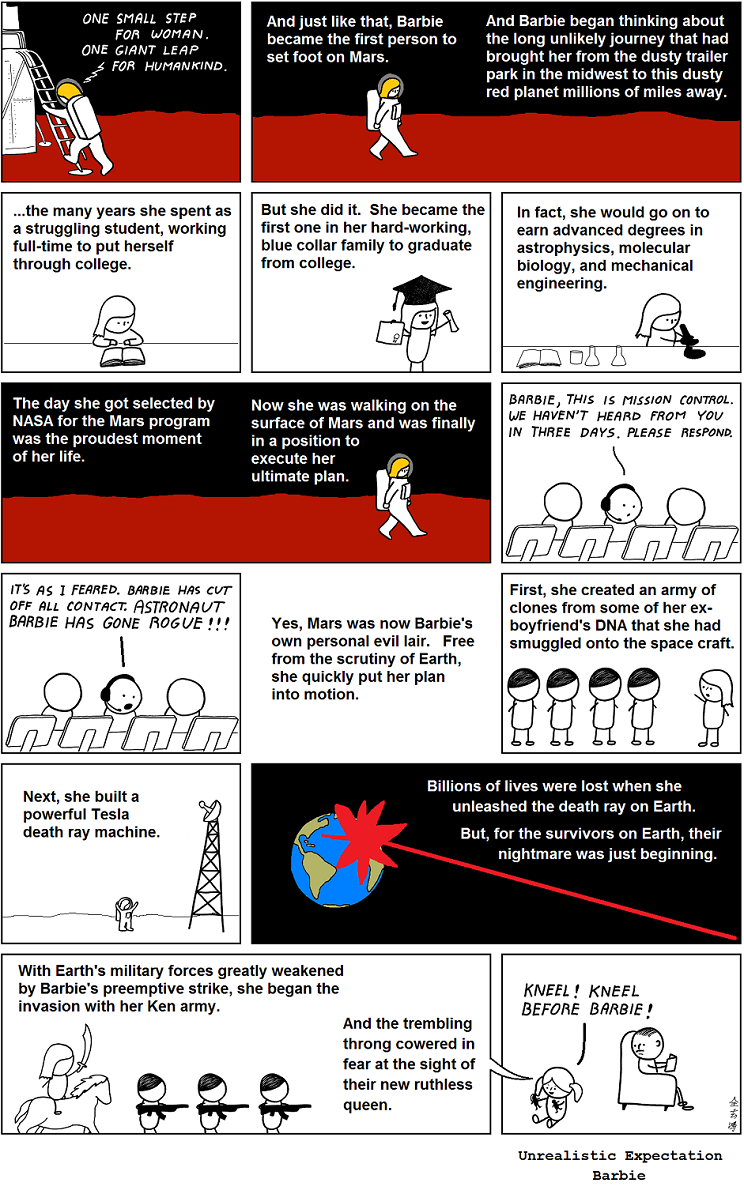 ONE SMALL STEP
FOR WOMAN.
ONE GIANT LEAP
FOR HUMANKIND.
And just like that, Barbie
became the first person to
set foot on Mars.
And Barbie began thinking about
the long unlikely journey that had
brought her from the dusty trailer
park in the midwest to this dusty
red planet millions of miles away.
...the many years she spent as
a struggling student, working
full-time to put herself
through college.
But she did it. She became the
first one in her hard-working,
blue collar family to graduate
from college.
In fact, she would go on to
earn advanced degrees in
astrophysics, molecular
biology, and mechanical
engineering.
The day she got selected by
NASA for the Mars program
was the proudest moment
of her life.
Now she was walking on the
surface of Mars and was finally
in a position to
execute her
ultimate plan.
BARBIE, THIS IS MISSION CONTROL.
WE HAVEN'T HEARD FROM YOU
IN THREE DAYS. PLEASE RESPOND.
IT'S AS I FEARED. BARBIE HAS CUT
OFF ALL CONTACT. ASTRONAUT
BARBIE HAS GONE ROGUE!!!
Yes, Mars was now Barbie's
own personal evil lair. Free
from the scrutiny of Earth,
she quickly put her plan
into motion.
First, she created an army of
clones from some of her ex-
boyfriend's DNA that she had
smuggled onto the space craft.
Next, she built a
powerful Tesla
death ray machine.
Billions of lives were lost when she
unleashed the death ray on Earth.
But, for the survivors on Earth, their
nightmare was just beginning.
With Earth's military forces greatly weakened
by Barbie's preemptive strike, she began the
invasion with her Ken army.
And the trembling
throng cowered in
fear at the sight of
their new ruthless
queen.
KNEEL! KNEEL
BEFORE BARBIE!
Unrealistic Expectation
Barbie